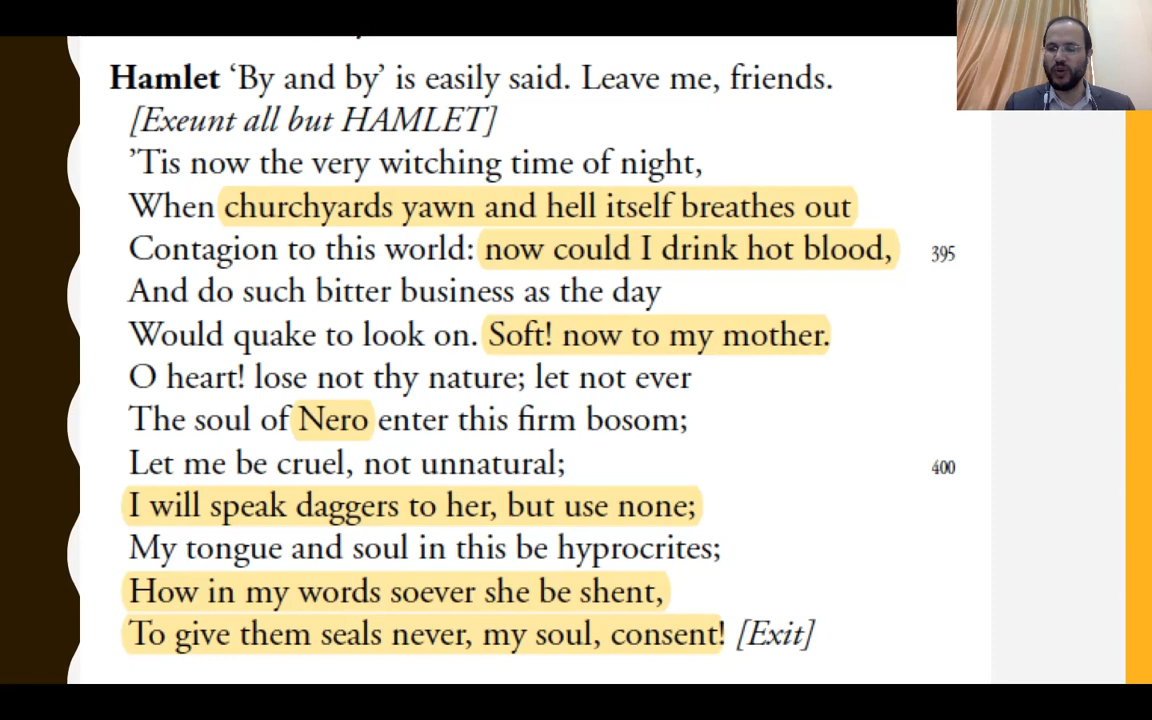 Hamlet ‘By and by’ is easily said. Leave me, friends.
[Exeunt all but HAMLET]
’Tis now the very witching time of night,
When churchyards yawn and hell itself breathes out
Contagion to this world: now could I drink hot blood, 395
And do such bitter business as the day
Would quake to look on. Soft! now to my mother.
O heart! lose not thy nature; let not ever
The soul of Nero enter this firm bosom;
Let me be cruel, not unnatural; 400
I will speak daggers to her, but use none;
My tongue and soul in this be hyprocrites;
How in my words soever she be shent,
To give them seals never, my soul, consent! [Exit]